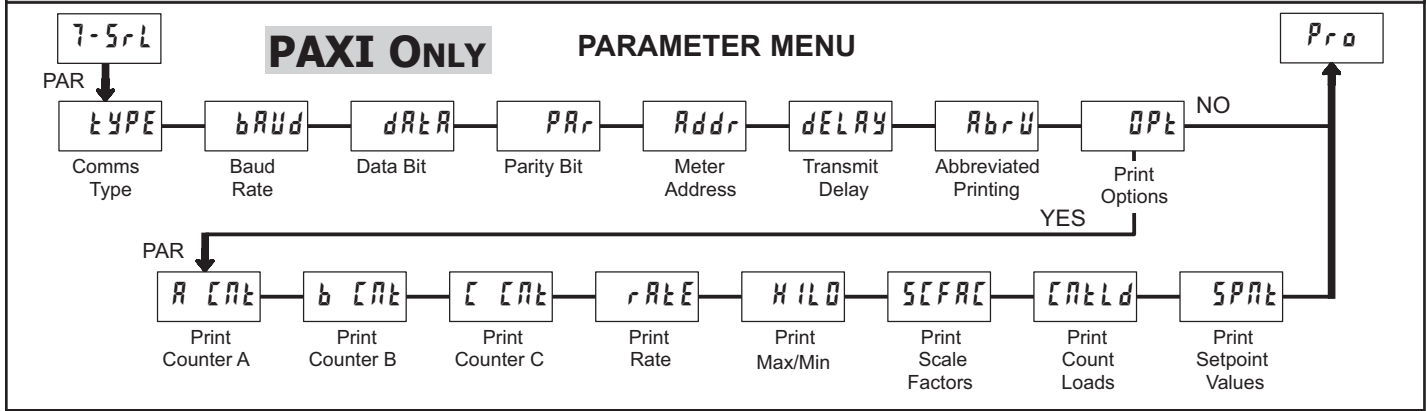 7-SrL
PAXI ONLY
PARAMETER MENU
Pro
PAR
tYPE
bAUd
dAtA
PAr
Addr
dELAY
AbrV
OPt
NO
Comms Type
Baud Rate
Data Bit
Parity Bit
Meter Address
Transmit Delay
Abbreviated Printing
Print Options
YES
PAR
A CNt
b CNt
C CNt
rAtE
HILO
SCFAC
CNtLd
SPNt
Print Counter A
Print Counter B
Print Counter C
Print Rate
Print Max/Min
Print Scale Factors
Print Count Loads
Print Setpoint Values